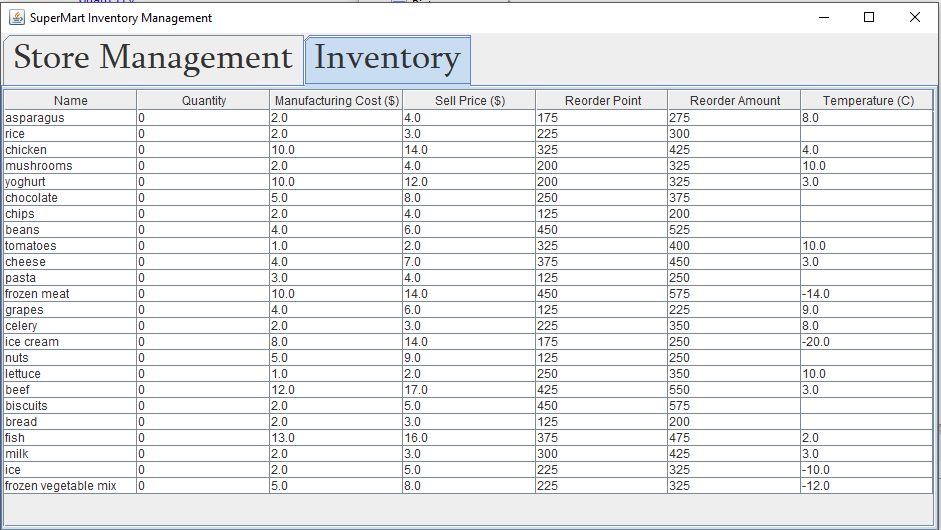 SuperMart Inventory Management
Store Management Inventory
Name Quantity Manufacturing Cost ($) Sell Price ($) Reorder Point Reorder Amount Temperature (C)
asparagus 0 2.0 4.0 175 275 8.0
rice 0 2.0 3.0 225 300
chicken 0 10.0 14.0 325 425 4.0
mushrooms 0 2.0 4.0 200 325 10.0
yoghurt 0 10.0 12.0 200 325 3.0
chocolate 0 5.0 8.0 250 375
chips 0 2.0 4.0 125 200
beans 0 4.0 6.0 450 525
tomatoes 0 1.0 2.0 325 400 10.0
cheese 0 4.0 7.0 375 450 3.0
pasta 0 3.0 4.0 125 250
frozen meat 0 10.0 14.0 450 575 -14.0
grapes 0 4.0 6.0 125 225 9.0
celery 0 2.0 3.0 225 350 8.0
ice cream 0 8.0 14.0 175 250 -20.0
nuts 0 5.0 9.0 125 250
lettuce 0 1.0 2.0 250 350 10.0
beef 0 12.0 17.0 425 550 3.0
biscuits 0 2.0 5.0 450 575
bread 0 2.0 3.0 125 200
fish 0 13.0 16.0 375 475 2.0
milk 0 2.0 3.0 300 425 3.0
ice 0 2.0 5.0 225 325 -10.0
frozen vegetable mix 0 5.0 8.0 225 325 -12.0